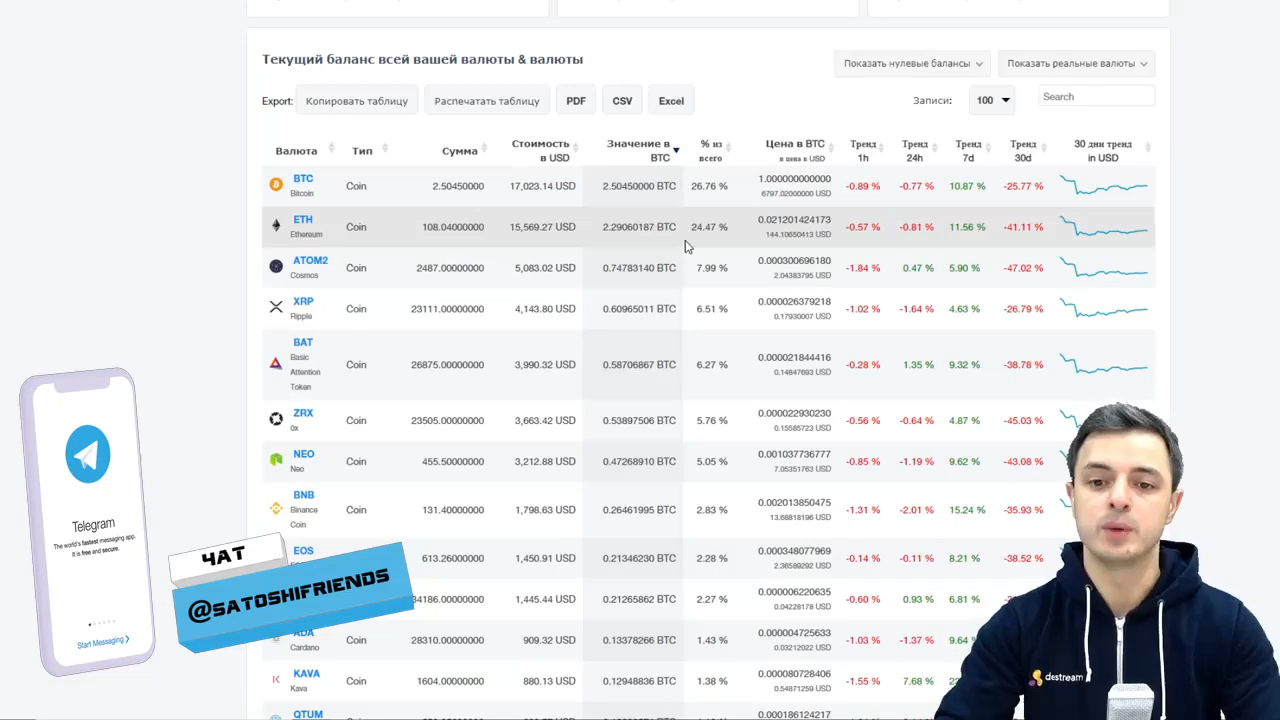 Текущий баланс всей вашей валюты & валюты
Показать нулевые балансы
Показать реальные валюты
Export:
Копировать таблицу
Распечатать таблицу
PDF
CSV
Excel
Записи:
100
Search
Валюта Тип Сумма Стоимость в USD Значение в BTC % из всего Цена в BTC в цена в USD Тренд 1h Тренд 24h Тренд 7d Тренд 30d 30 дни тренд in USD
BTC Bitcoin Coin 2.50450000 17,023.14 USD 2.50450000 BTC 26.76 % 1.000000000000 6797.02000000 USD -0.89 % -0.77 % 10.87 % -25.77 %
ETH Ethereum Coin 108.04000000 15,569.27 USD 2.29060187 BTC 24.47 % 0.021201424173 144.10650413 USD -0.57 % -0.81 % 11.56 % -41.11 %
ATOM2 Cosmos Coin 2487.00000000 5,083.02 USD 0.74783140 BTC 7.99 % 0.000300696180 2.04383795 USD -1.84 % 0.47 % 5.90 % -47.02 %
XRP Ripple Coin 23111.00000000 4,143.80 USD 0.60965011 BTC 6.51 % 0.000026379218 0.17930007 USD -1.02 % -1.64 % 4.63 % -26.79 %
BAT Basic Attention Token Coin 26875.00000000 3,990.32 USD 0.58706867 BTC 6.27 % 0.000021844416 0.14847693 USD -0.28 % 1.35 % 9.32 % -38.78 %
ZRX 0x Coin 23505.00000000 3,663.42 USD 0.53897506 BTC 5.76 % 0.000022930230 0.15585723 USD -0.56 % -0.64 % 4.87 % -45.03 %
NEO Neo Coin 455.50000000 3,212.88 USD 0.47268910 BTC 5.05 % 0.001037736777 7.05351763 USD -0.85 % -1.19 % 9.62 % -43.08 %
BNB Binance Coin Coin 131.40000000 1,798.63 USD 0.26461995 BTC 2.83 % 0.002013850475 13.68818196 USD -1.31 % -2.01 % 15.24 % -35.93 %
EOS 613.26000000 1,450.91 USD 0.21346230 BTC 2.28 % 0.000348077969 2.36589292 USD -0.14 % -0.11 % 8.21 % -38.52 %
34186.00000000 1,445.44 USD 0.21265862 BTC 2.27 % 0.000006220635 0.04228178 USD -0.60 % 0.93 % 6.81 %
ADA Cardano Coin 28310.00000000 909.32 USD 0.13378266 BTC 1.43 % 0.000004725633 0.03212022 USD -1.03 % -1.37 % 9.64
KAVA Kava Coin 1604.00000000 880.13 USD 0.12948836 BTC 1.38 % 0.000080728406 0.54871259 USD -1.55 % 7.68 %
QTUM 0.000186124217
Telegram
The world's fastest messaging app.
It is free and secure.
Start Messaging
ЧАТ
@SATOSHIFRIENDS
destream